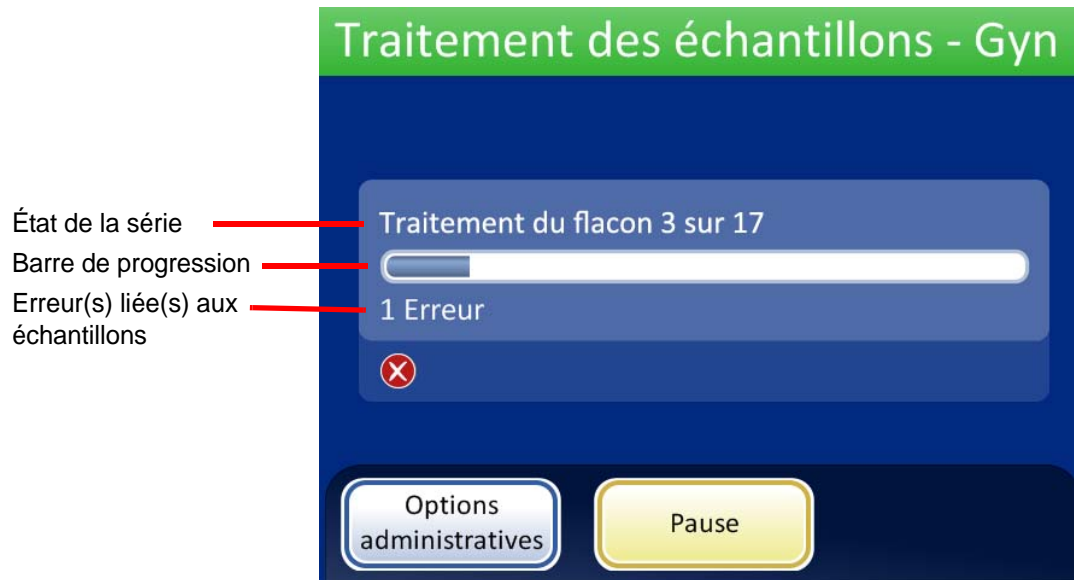 Traitement des échantillons - Gyn
État de la série
Traitement du flacon 3 sur 17
Barre de progression
Erreur(s) liée(s) aux
échantillons
1 Erreur
Options
administratives
Pause